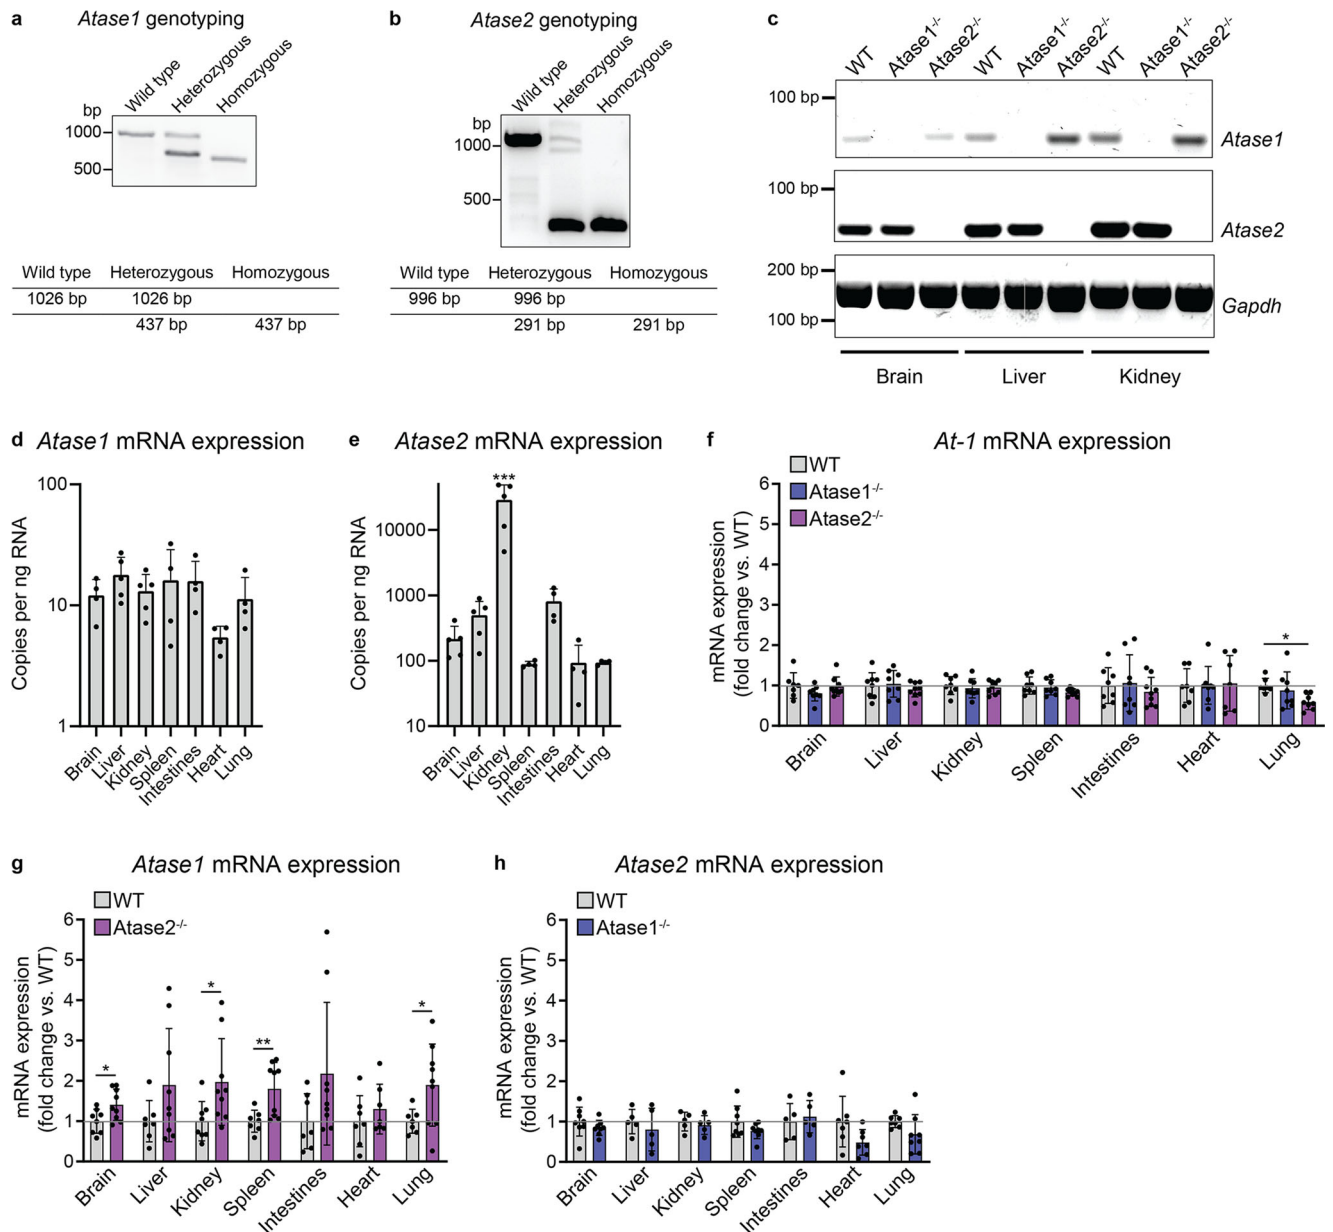 a Atase1 genotyping
Wild type
Heterozygous
Homozygous
bp
1000
500
Wild type Heterozygous Homozygous
1026 bp 1026 bp
437 bp 437 bp
b Atase2 genotyping
Wild type
Heterozygous
Homozygous
bp
1000
500
Wild type Heterozygous Homozygous
996 bp 996 bp
291 bp 291 bp
c
WT Atase1-/- Atase2-/- WT Atase1-/- Atase2-/- WT Atase1-/- Atase2-/-
100 bp
Atase1
100 bp
Atase2
200 bp
Gapdh
100 bp
Brain Liver Kidney
d Atase1 mRNA expression
Copies per ng RNA
100
10
1
Brain Liver Kidney Spleen Intestines Heart Lung
e Atase2 mRNA expression
Copies per ng RNA
***
10000
1000
100
10
Brain Liver Kidney Spleen Intestines Heart Lung
f At-1 mRNA expression
WT
Atase1-/-
Atase2-/-
mRNA expression
(fold change vs. WT)
6
5
4
3
2
1
0
*
Brain Liver Kidney Spleen Intestines Heart Lung
g Atase1 mRNA expression
WT
Atase2-/-
mRNA expression
(fold change vs. WT)
6
5
4
3
2
1
0
* * ** *
Brain Liver Kidney Spleen Intestines Heart Lung
h Atase2 mRNA expression
WT
Atase1-/-
mRNA expression
(fold change vs. WT)
6
5
4
3
2
1
0
Brain Liver Kidney Spleen Intestines Heart Lung